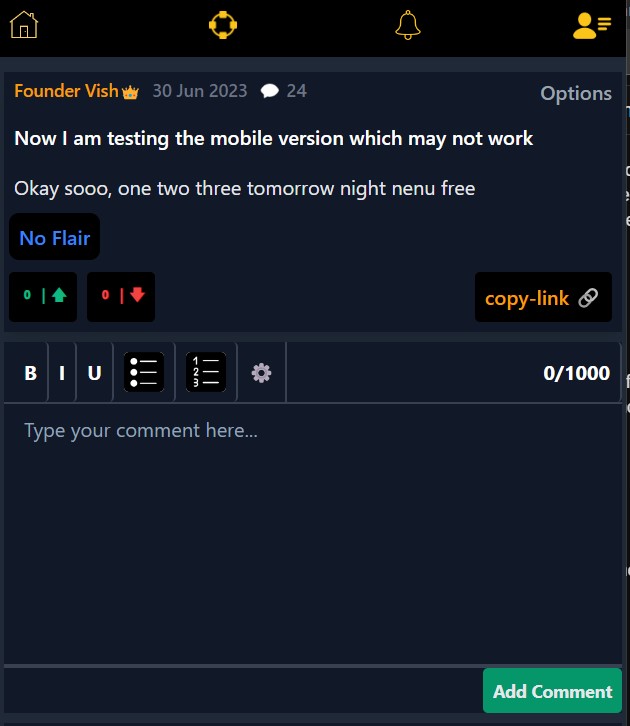 Founder Vish 30 Jun 2023 24 Options
Now I am testing the mobile version which may not work
Okay sooo, one two three tomorrow night nenu free
No Flair
0 | 0 | copy-link
B I U 1 2 3 0/1000
Type your comment here...
Add Comment